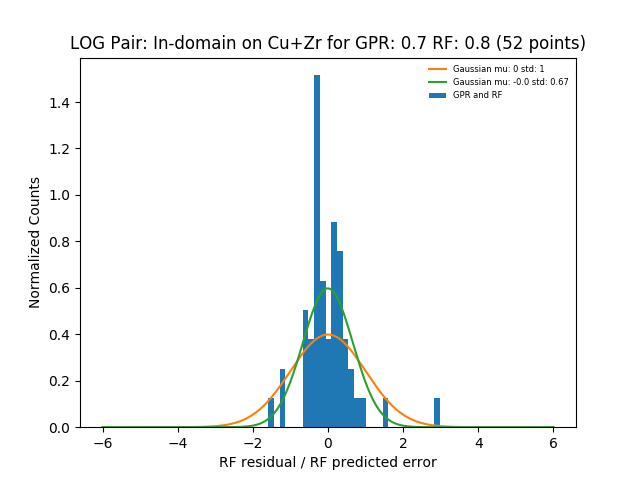 LOG Pair: In-domain on Cu+Zr for GPR: 0.7 RF: 0.8 (52 points)
Gaussian mu: 0 std: 1
Gaussian mu: -0.0 std: 0.67
GPR and RF
Normalized Counts
1.4
1.2
1.0
0.8
0.6
0.4
0.2
0.0
−6 −4 −2 0 2 4 6
RF residual / RF predicted error